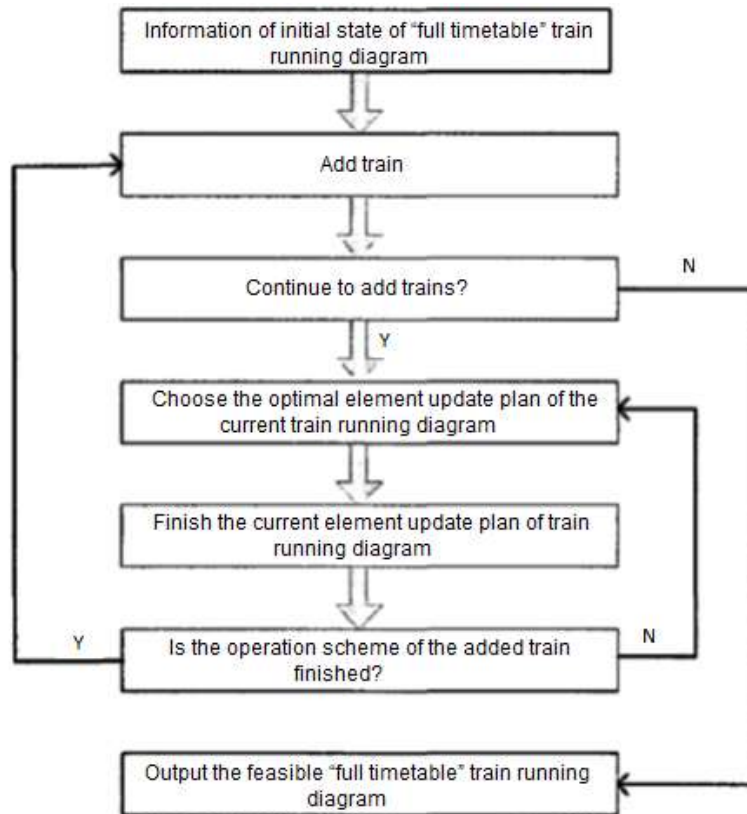 Information of initial state of “full timetable” train
running diagram
Add train
Continue to add trains?
N
Y
Choose the optimal element update plan of the
current train running diagram
Finish the current element update plan of train
running diagram
Y
Is the operation scheme of the added train
finished?
N
Output the feasible “full timetable” train running
diagram